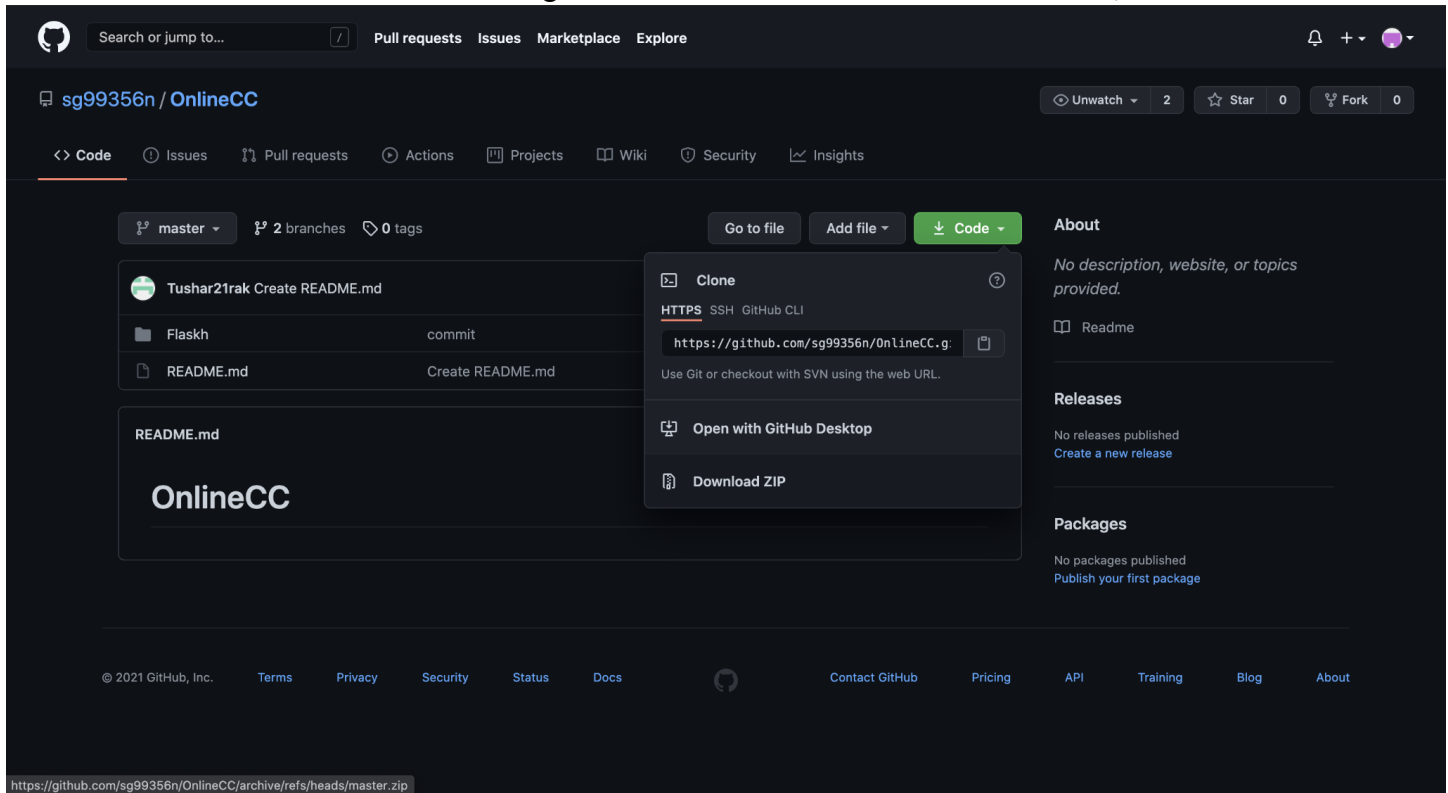 Search or jump to... / Pull requests Issues Marketplace Explore
sg99356n / OnlineCC Unwatch 2 Star 0 Fork 0
<> Code Issues Pull requests Actions Projects Wiki Security Insights
master 2 branches 0 tags Go to file Add file Code About
No description, website, or topics
provided.
Readme
Tushar21rak Create README.md
Flaskh commit
README.md Create README.md
Clone
HTTPS SSH GitHub CLI
https://github.com/sg99356n/OnlineCC.g
Use Git or checkout with SVN using the web URL.
Open with GitHub Desktop
Download ZIP
README.md
OnlineCC
Releases
No releases published
Create a new release
Packages
No packages published
Publish your first package
© 2021 GitHub, Inc. Terms Privacy Security Status Docs Contact GitHub Pricing API Training Blog About
https://github.com/sg99356n/OnlineCC/archive/refs/heads/master.zip